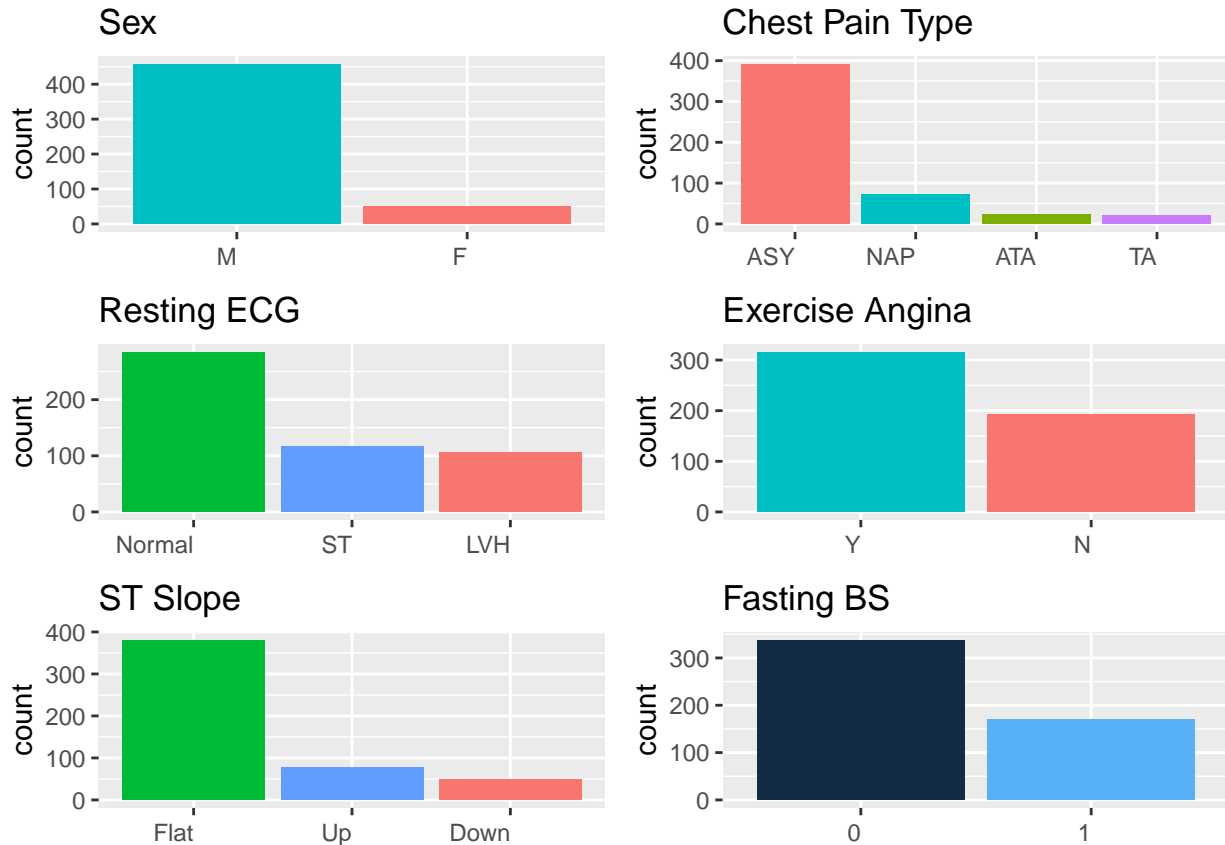 Sex
count
400
300
200
100
0
M F
Chest Pain Type
count
400
300
200
100
0
ASY NAP ATA TA
Resting ECG
count
200
100
0
Normal ST LVH
Exercise Angina
count
300
200
100
0
Y N
ST Slope
count
400
300
200
100
0
Flat Up Down
Fasting BS
count
300
200
100
0
0 1